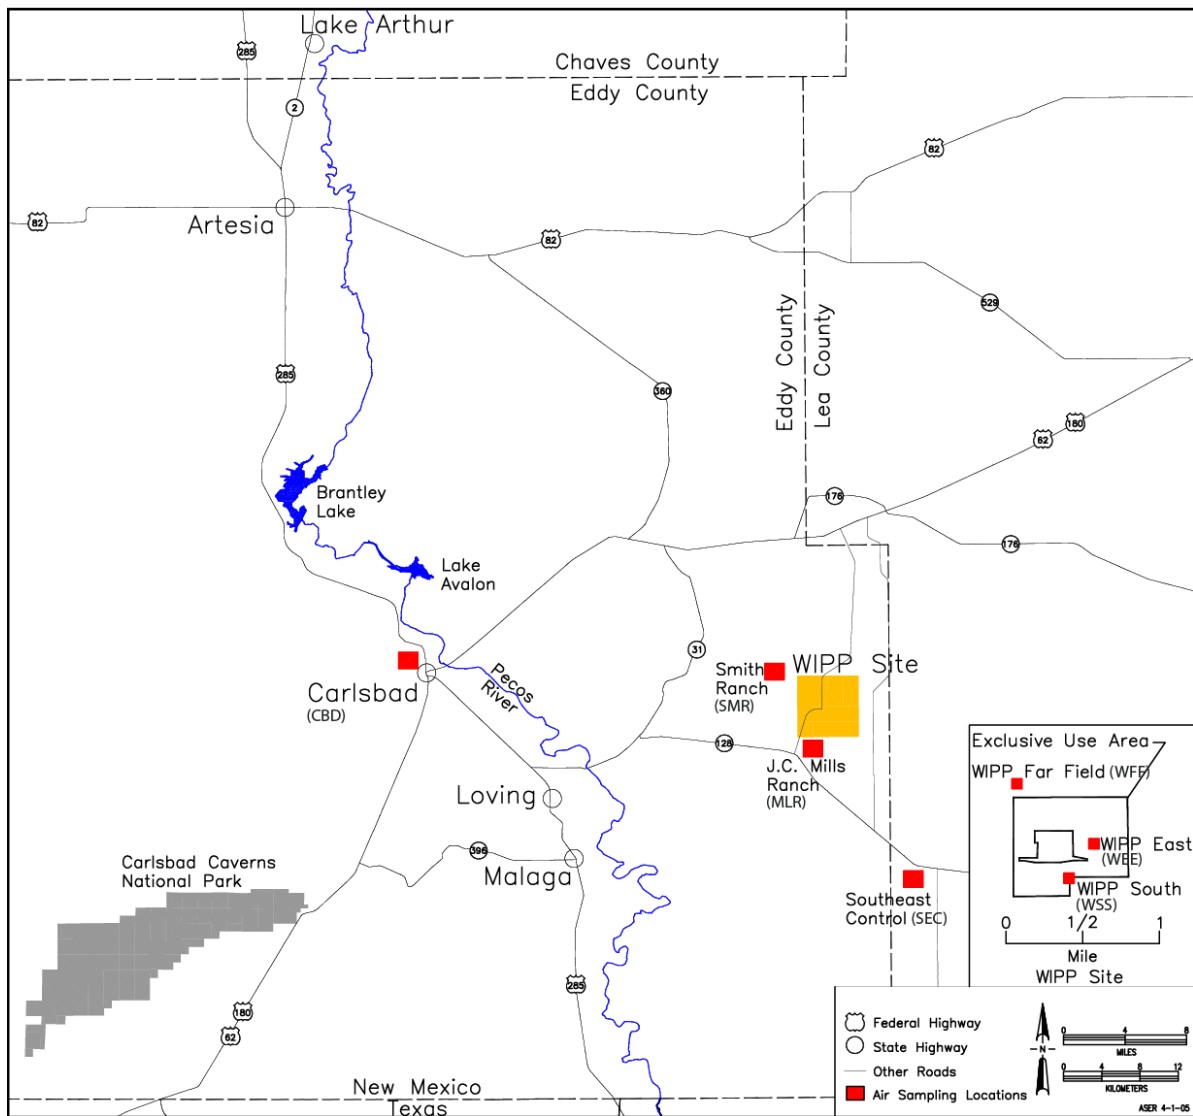 Lake Arthur
285
2
Chaves County
Eddy County
82
82
Artesia
82
529
285
360
Eddy County
Lea County
180
62
Brantley
Lake
176
176
Lake
Avalon
31
Pecos
River
Smith
Ranch
(SMR)
WIPP Site
Carlsbad
(CBD)
128
J.C. Mills
Ranch
(MLR)
Exclusive Use Area
WIPP Far Field (WFF)
WIPP East
(WEE)
WIPP South
(WSS)
0
1/2
1
Mile
WIPP Site
Loving
396
Malaga
Carlsbad Caverns
National Park
Southeast
Control (SEC)
285
180
62
Federal Highway
State Highway
Other Roads
Air Sampling Locations
N
0 4 8
MILES
0 4 8 12
KILOMETERS
ASER 4-1-05
New Mexico
Texas